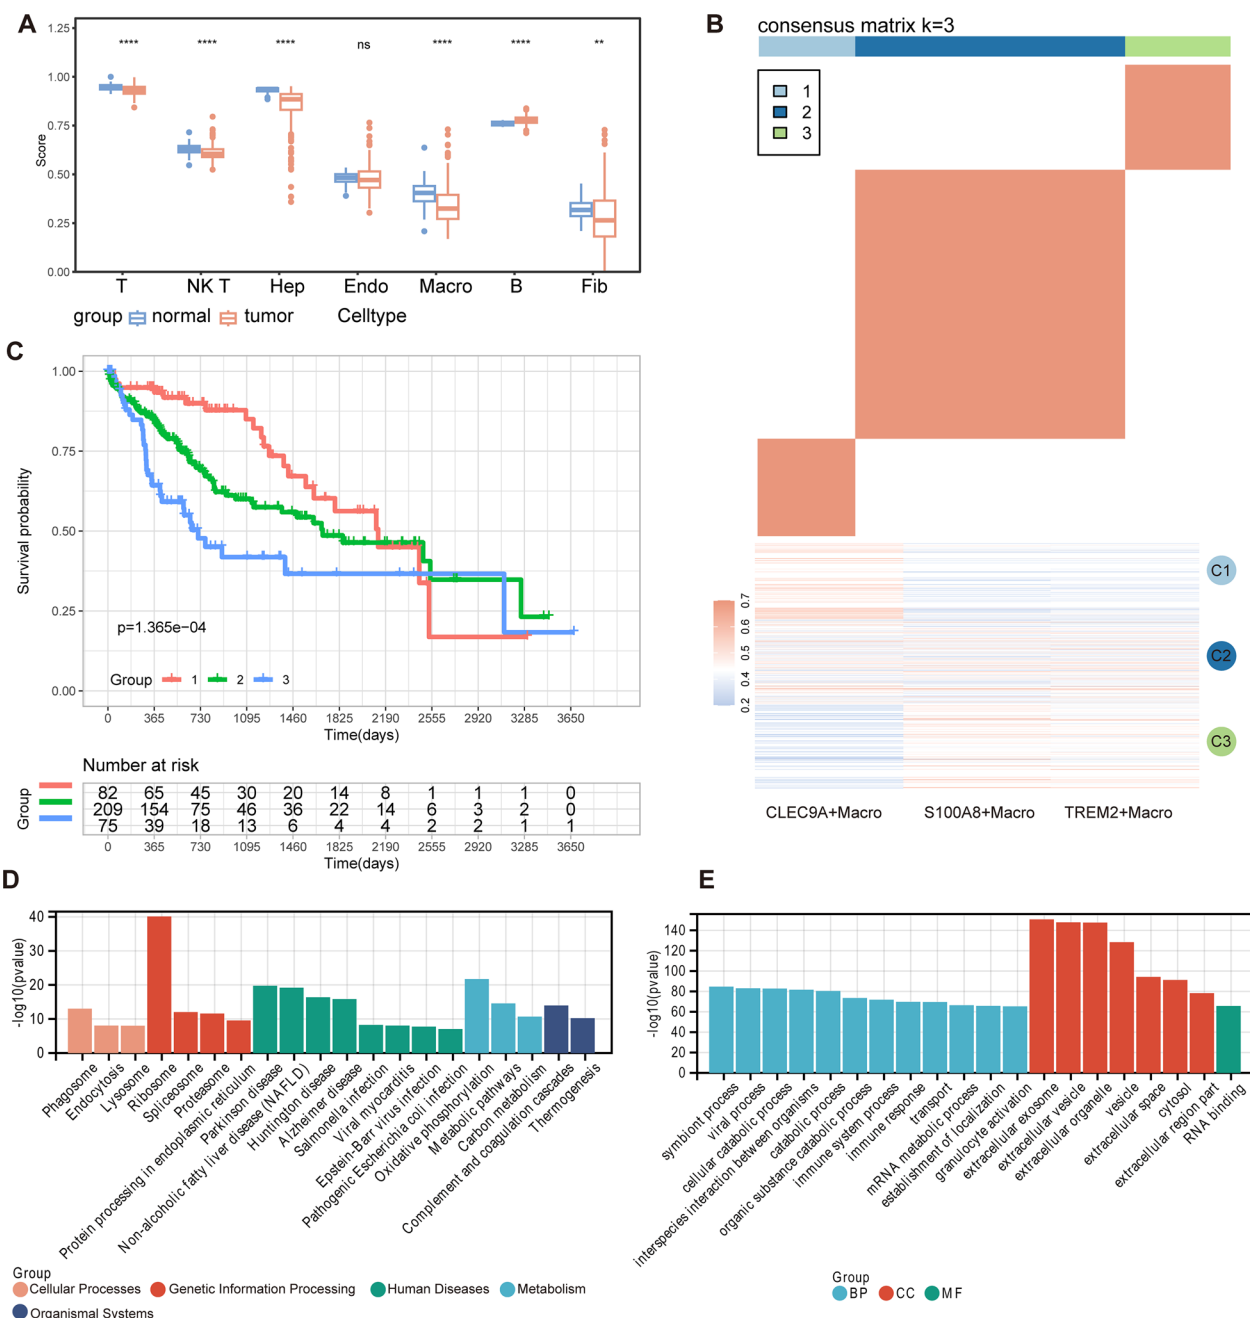 A
1.25
1.00
0.75
0.50
0.25
0.00
Score
**** **** **** ns **** **** **
T NK T Hep Endo Macro B Fib
group normal tumor Celltype
B
consensus matrix k=3
1
2
3
C1
C2
C3
0.7
0.6
0.5
0.4
0.2
CLEC9A+Macro S100A8+Macro TREM2+Macro
C
1.00
0.75
0.50
0.25
0.00
Survival probability
p=1.365e−04
Group 1 2 3
0 365 730 1095 1460 1825 2190 2555 2920 3285 3650
Time(days)
Number at risk
Group
82 65 45 30 20 14 8 1 1 1 0
209 154 75 46 36 22 14 6 3 2 0
75 39 18 13 6 4 4 2 2 1 1
0 365 730 1095 1460 1825 2190 2555 2920 3285 3650
Time(days)
D
40
30
20
10
0
-log10(pvalue)
Phagosome
Endocytosis
Lysosome
Ribosome
Spliceosome
Proteasome
Protein processing in endoplasmic reticulum
Parkinson disease
Non-alcoholic fatty liver disease (NAFLD)
Huntington disease
Alzheimer disease
Salmonella infection
Viral myocarditis
Epstein-Barr virus infection
Pathogenic Escherichia coli infection
Oxidative phosphorylation
Metabolic pathways
Carbon metabolism
Complement and coagulation cascades
Thermogenesis
Group
Cellular Processes Genetic Information Processing Human Diseases Metabolism
Organismal Systems
E
140
120
100
80
60
40
20
0
-log10(pvalue)
symbiont process
viral process
cellular catabolic process
interspecies interaction between organisms
catabolic process
organic substance catabolic process
immune system process
immune response
transport
mRNA metabolic process
establishment of localization
granulocyte activation
extracellular exosome
extracellular vesicle
extracellular organelle
vesicle
extracellular space
cytosol
extracellular region part
RNA binding
Group
BP CC MF